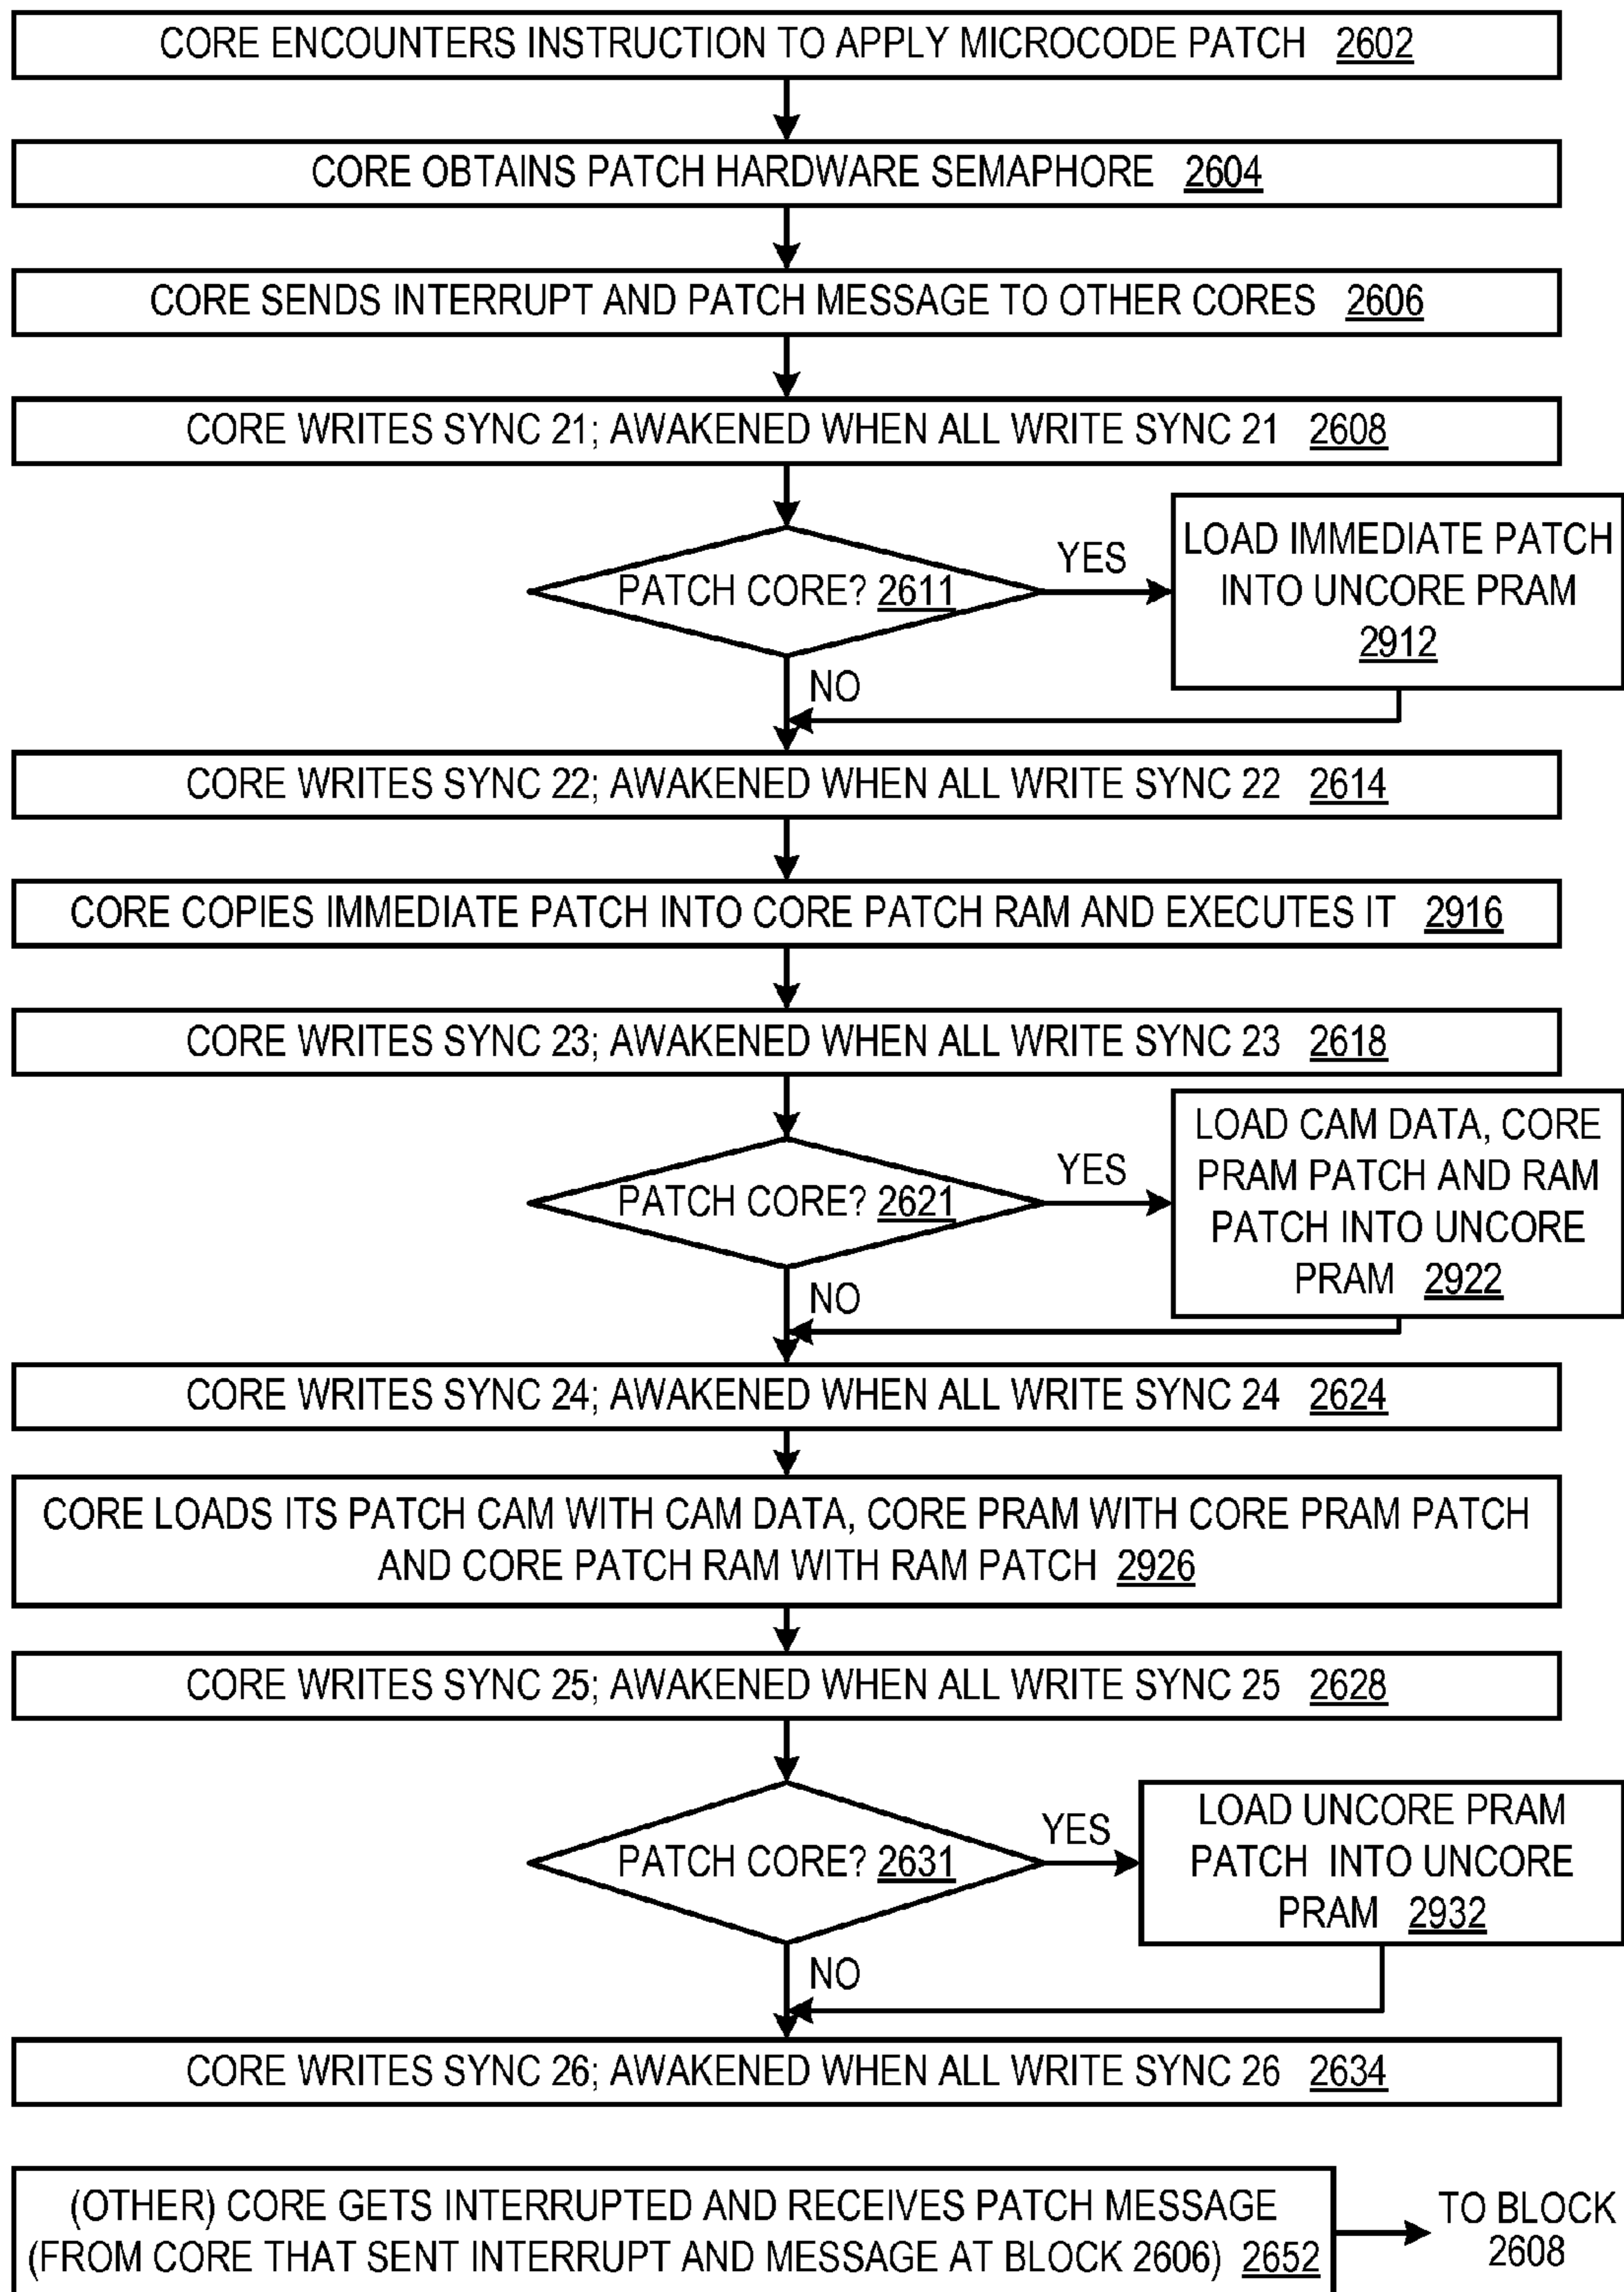 CORE ENCOUNTERS INSTRUCTION TO APPLY MICROCODE PATCH 2602
CORE OBTAINS PATCH HARDWARE SEMAPHORE 2604
CORE SENDS INTERRUPT AND PATCH MESSAGE TO OTHER CORES 2606
CORE WRITES SYNC 21; AWAKENED WHEN ALL WRITE SYNC 21 2608
PATCH CORE? 2611
YES
LOAD IMMEDIATE PATCH
INTO UNCORE PRAM
2912
NO
CORE WRITES SYNC 22; AWAKENED WHEN ALL WRITE SYNC 22 2614
CORE COPIES IMMEDIATE PATCH INTO CORE PATCH RAM AND EXECUTES IT 2916
CORE WRITES SYNC 23; AWAKENED WHEN ALL WRITE SYNC 23 2618
PATCH CORE? 2621
YES
LOAD CAM DATA, CORE
PRAM PATCH AND RAM
PATCH INTO UNCORE
PRAM 2922
NO
CORE WRITES SYNC 24; AWAKENED WHEN ALL WRITE SYNC 24 2624
CORE LOADS ITS PATCH CAM WITH CAM DATA, CORE PRAM WITH CORE PRAM PATCH
AND CORE PATCH RAM WITH RAM PATCH 2926
CORE WRITES SYNC 25; AWAKENED WHEN ALL WRITE SYNC 25 2628
PATCH CORE? 2631
YES
LOAD UNCORE PRAM
PATCH INTO UNCORE
PRAM 2932
NO
CORE WRITES SYNC 26; AWAKENED WHEN ALL WRITE SYNC 26 2634
(OTHER) CORE GETS INTERRUPTED AND RECEIVES PATCH MESSAGE
(FROM CORE THAT SENT INTERRUPT AND MESSAGE AT BLOCK 2606) 2652
TO BLOCK
2608